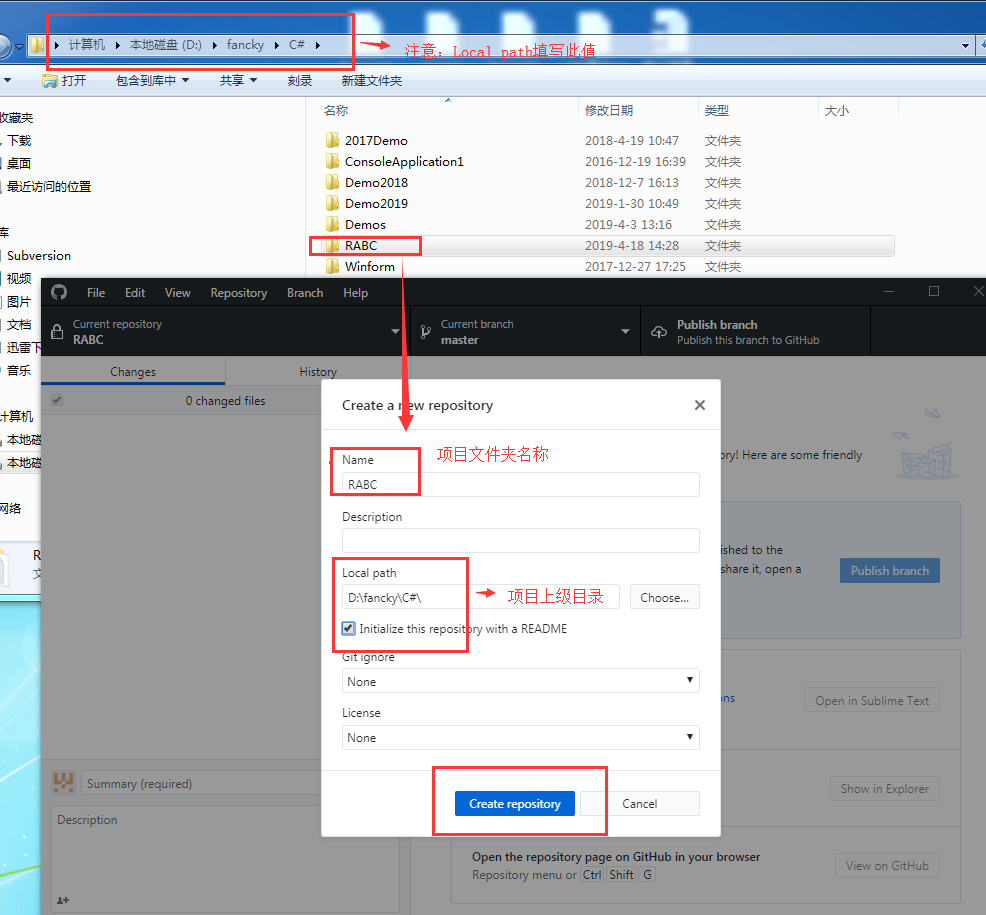 计算机 本地磁盘 (D:) fancky C#
注意：Local path填写此值
打开 包含到库中 共享 刻录 新建文件夹
收藏夹
下载
桌面
最近访问的位置
库
Subversion
视频
图片
文档
迅雷下
音乐
计算机
本地磁
本地磁
网络
名称 修改日期 类型 大小
2017Demo 2018-4-19 10:47 文件夹
ConsoleApplication1 2016-12-19 16:39 文件夹
Demo2018 2018-12-7 16:13 文件夹
Demo2019 2019-1-30 10:49 文件夹
Demos 2019-4-3 13:16 文件夹
RABC 2019-4-18 14:28 文件夹
Winform 2017-12-27 17:25 文件夹
R
文
File Edit View Repository Branch Help
Current repository
RABC
Current branch
master
Publish branch
Publish this branch to GitHub
Changes History
0 changed files
Create a new repository
Name
项目文件夹名称
RABC
Description
Local path
D:\fancky\C#\
项目上级目录
Choose...
Initialize this repository with a README
Git ignore
None
License
None
Create repository Cancel
ory! Here are some friendly
ished to the
share it, open a
Publish branch
ons
Open in Sublime Text
Show in Explorer
Open the repository page on GitHub in your browser
Repository menu or Ctrl Shift G
View on GitHub
Summary (required)
Description